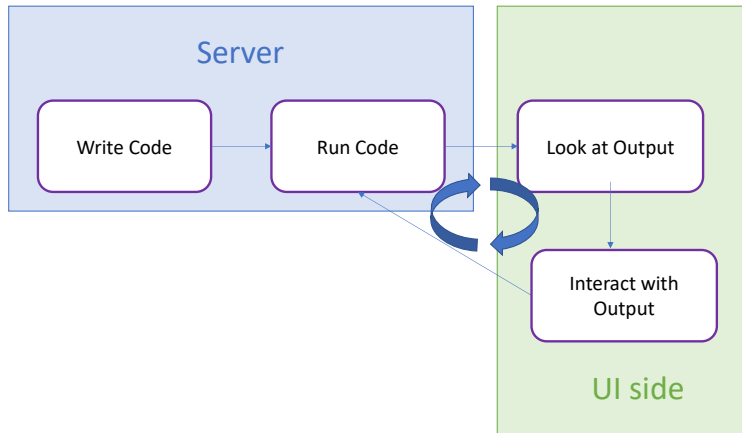 Server
Write Code
Run Code
Look at Output
Interact with
Output
UI side